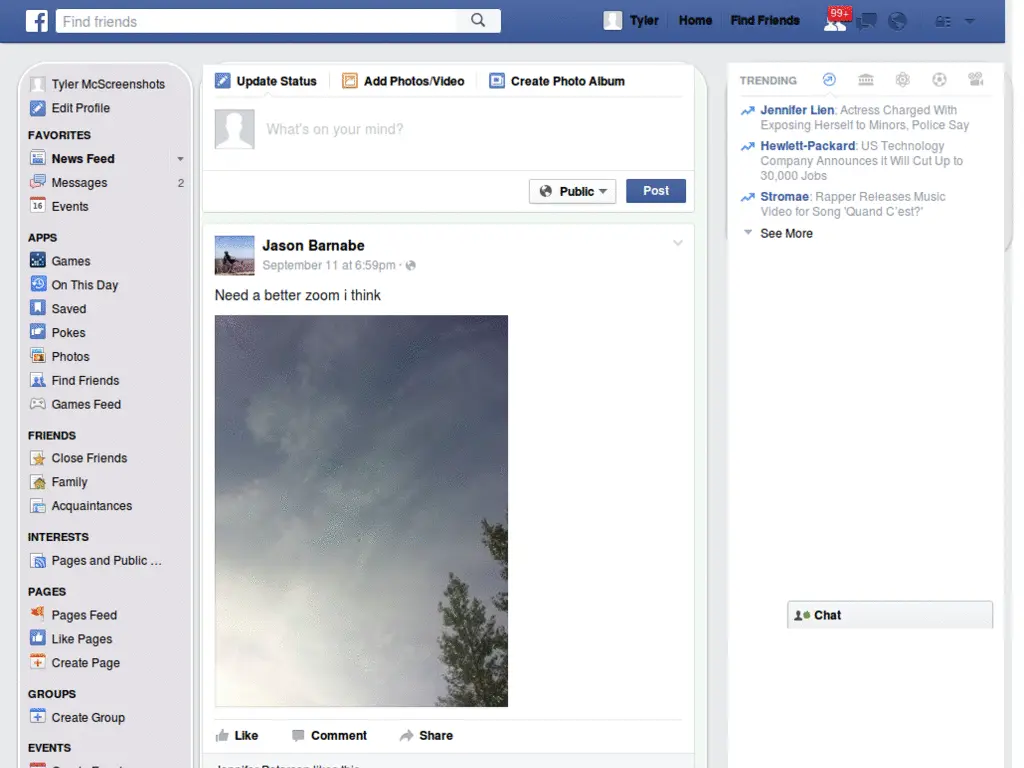 Find friends
Tyler Home Find Friends 99+
Tyler McScreenshots
Edit Profile
FAVORITES
News Feed
Messages 2
16 Events
APPS
Games
On This Day
Saved
Pokes
Photos
Find Friends
Games Feed
FRIENDS
Close Friends
Family
Acquaintances
INTERESTS
Pages and Public ...
PAGES
Pages Feed
Like Pages
Create Page
GROUPS
Create Group
EVENTS
Update Status Add Photos/Video Create Photo Album
What's on your mind?
Public Post
Jason Barnabe
September 11 at 6:59pm ·
Need a better zoom i think
Like Comment Share
TRENDING
Jennifer Lien: Actress Charged With
Exposing Herself to Minors, Police Say
Hewlett-Packard: US Technology
Company Announces it Will Cut Up to
30,000 Jobs
Stromae: Rapper Releases Music
Video for Song 'Quand C'est?'
See More
Chat